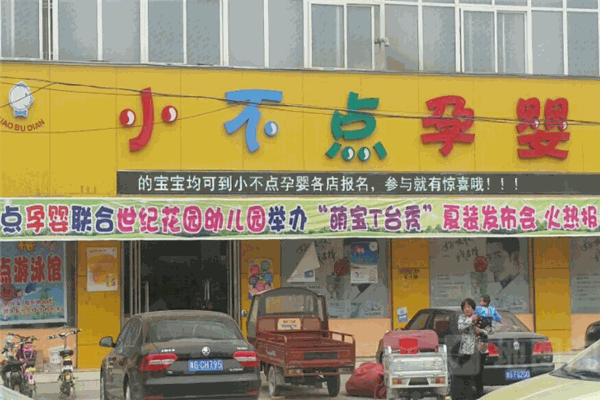 小不点孕婴
XIAO BU DIAN
的宝宝均可到小不点孕婴各店报名，参与就有惊喜哦！！！
点孕婴联合世纪花园幼儿园举办“萌宝T台秀”夏装发布会 火热报
点游泳馆